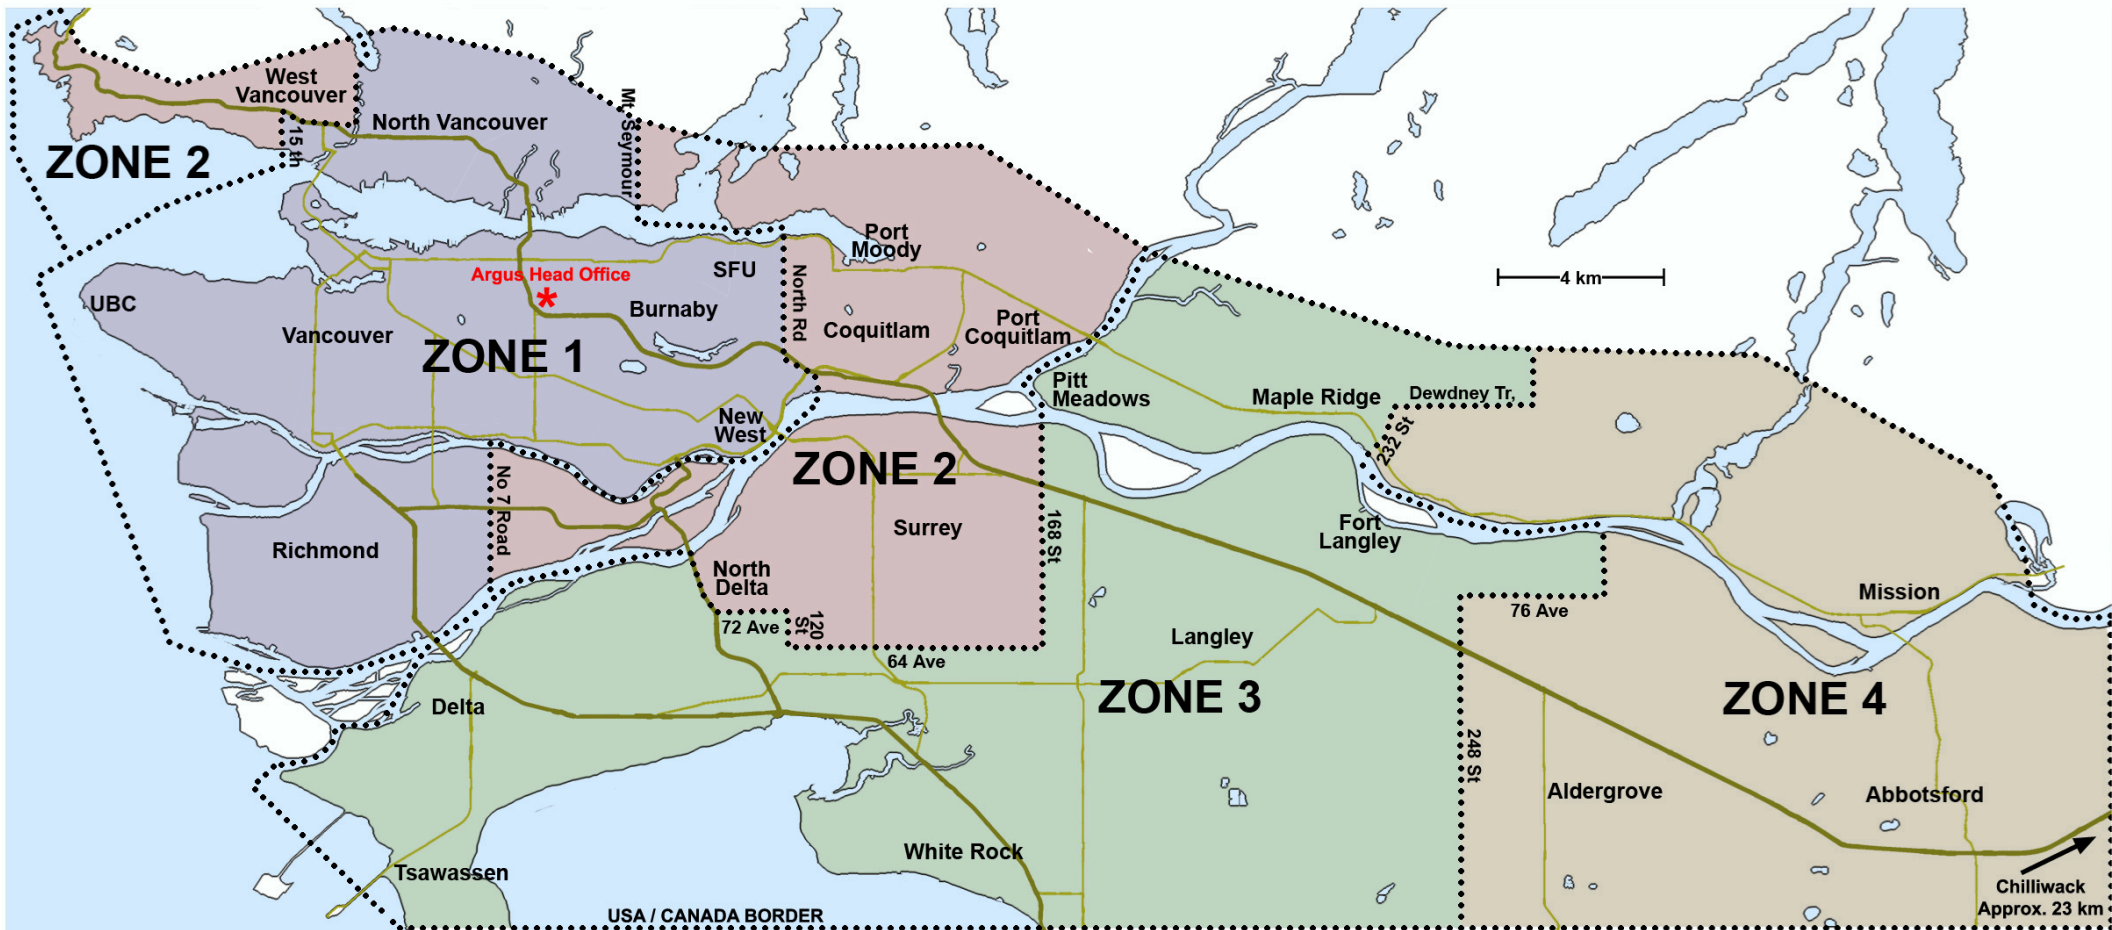 West
Vancouver
North Vancouver
15 th
Mt Seymour
ZONE 2
Port
Moody
Argus Head Office
*
SFU
4 km
UBC
Burnaby
North Rd
Vancouver
Coquitlam
Port
Coquitlam
ZONE 1
Pitt
Meadows
Maple Ridge
Dewdney Tr,
232 St
New
West
ZONE 2
No 7 Road
Surrey
168 St
Fort
Langley
Richmond
North
Delta
72 Ave
120
St
64 Ave
76 Ave
Mission
Langley
ZONE 3
ZONE 4
Delta
248 St
Aldergrove
Abbotsford
White Rock
Tsawassen
Chilliwack
Approx. 23 km
USA / CANADA BORDER